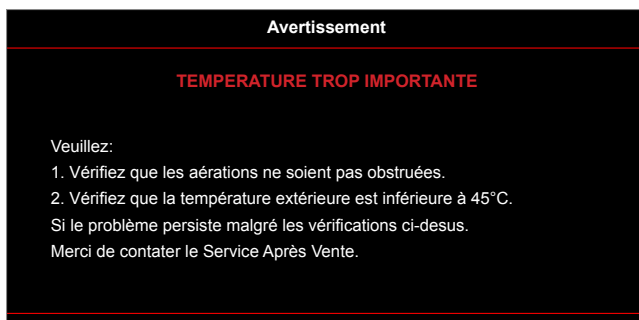 Avertissement
TEMPERATURE TROP IMPORTANTE
Veuillez:
1. Vérifiez que les aérations ne soient pas obstruées.
2. Vérifiez que la température extérieure est inférieure à 45°C.
Si le problème persiste malgré les vérifications ci-desus.
Merci de contater le Service Après Vente.